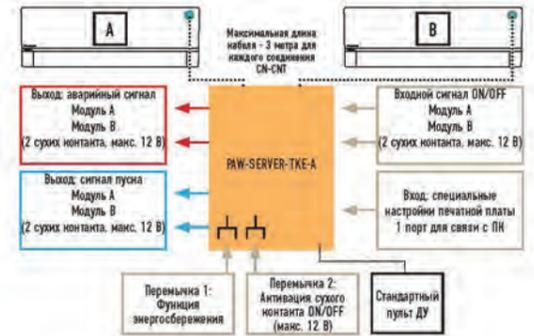 A
Максимальная длина
кабеля - 3 метра для
каждого соединения
CN-CNT
B
Выход: аварийный сигнал
Модуль A
Модуль B
(2 сухих контакта, макс. 12 В)
Выход: сигнал пуска
Модуль A
Модуль B
(2 сухих контакта, макс. 12 В)
PAW-SERVER-TKE-A
Входной сигнал ON/OFF
Модуль A
Модуль B
(2 сухих контакта, макс. 12 В)
Вход: специальные
настройки печатной платы
1 порт для связи с ПК
Перемычка 1:
Функция
энергосбережения
Перемычка 2:
Активация сухого
контакта ON/OFF
(макс. 12 В)
Стандартный
пульт ДУ